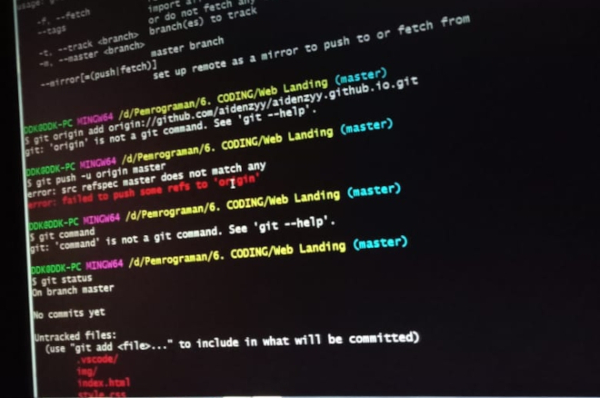 usage: g
-f, --fetch import al
--tags or do not fetch any
-t, --track <branch> branch(es) to track
-m, --master <branch>
master branch
--mirror[=(push|fetch)]
set up remote as a mirror to push to or fetch from
DDK@DDK-PC MINGW64 /d/Pemrograman/6. CODING/Web Landing (master)
$ git origin add origin://github.com/aidenzyy/aidenzyy.github.io.git
git: 'origin' is not a git command. See 'git --help'.
DDK@DDK-PC MINGW64 /d/Pemrograman/6. CODING/Web Landing (master)
$ git push -u origin master
error: src refspec master does not match any
error: failed to push some refs to 'origin'
DDK@DDK-PC MINGW64 /d/Pemrograman/6. CODING/Web Landing (master)
$ git command
git: 'command' is not a git command. See 'git --help'.
DDK@DDK-PC MINGW64 /d/Pemrograman/6. CODING/Web Landing (master)
$ git status
On branch master
No commits yet
Untracked files:
(use "git add <file>..." to include in what will be committed)
.vscode/
img/
index.html
style.css